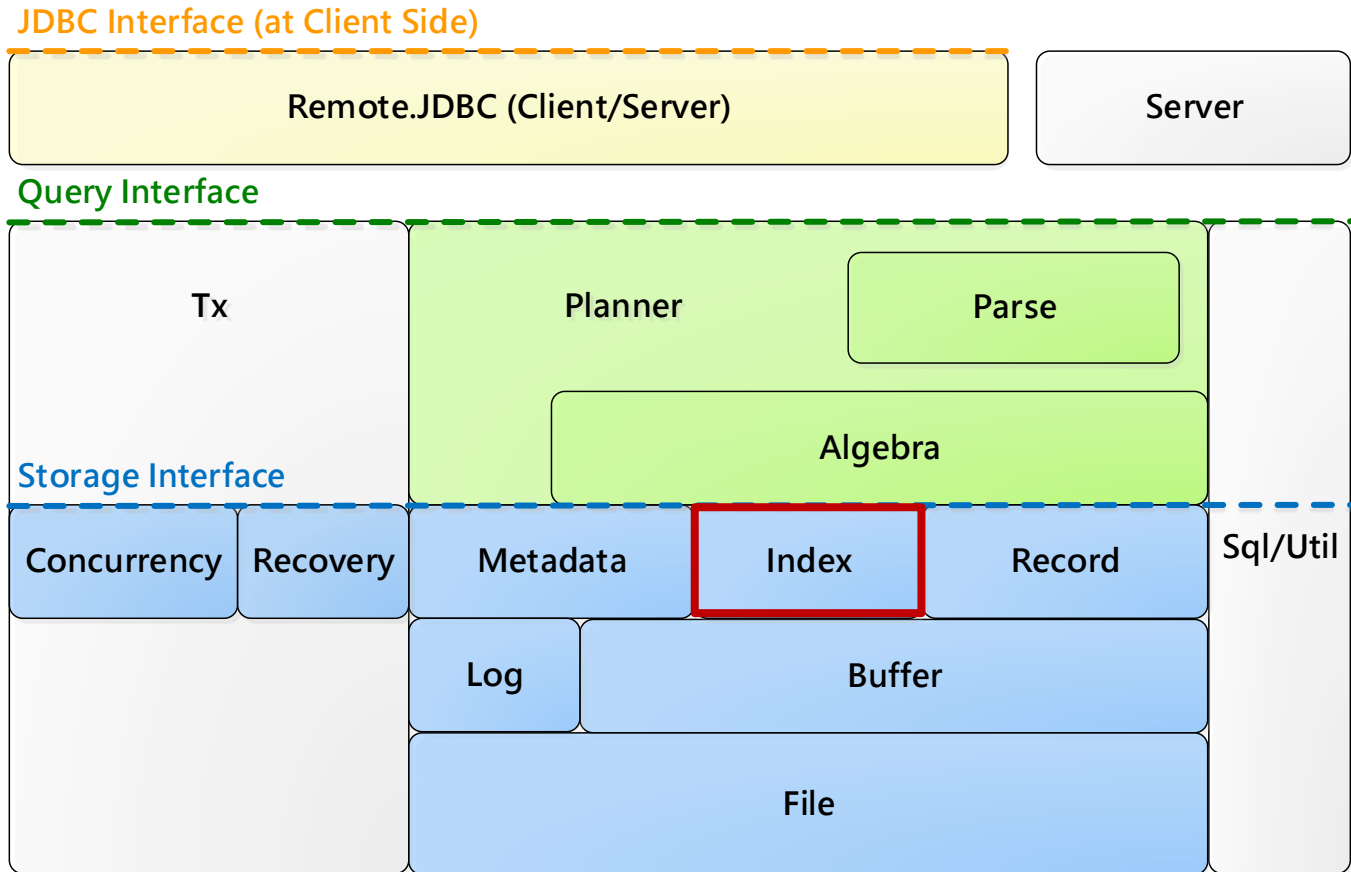 JDBC Interface (at Client Side)
Remote.JDBC (Client/Server)
Server
Query Interface
Tx
Planner
Parse
Algebra
Storage Interface
Concurrency
Recovery
Metadata
Index
Record
Sql/Util
Log
Buffer
File